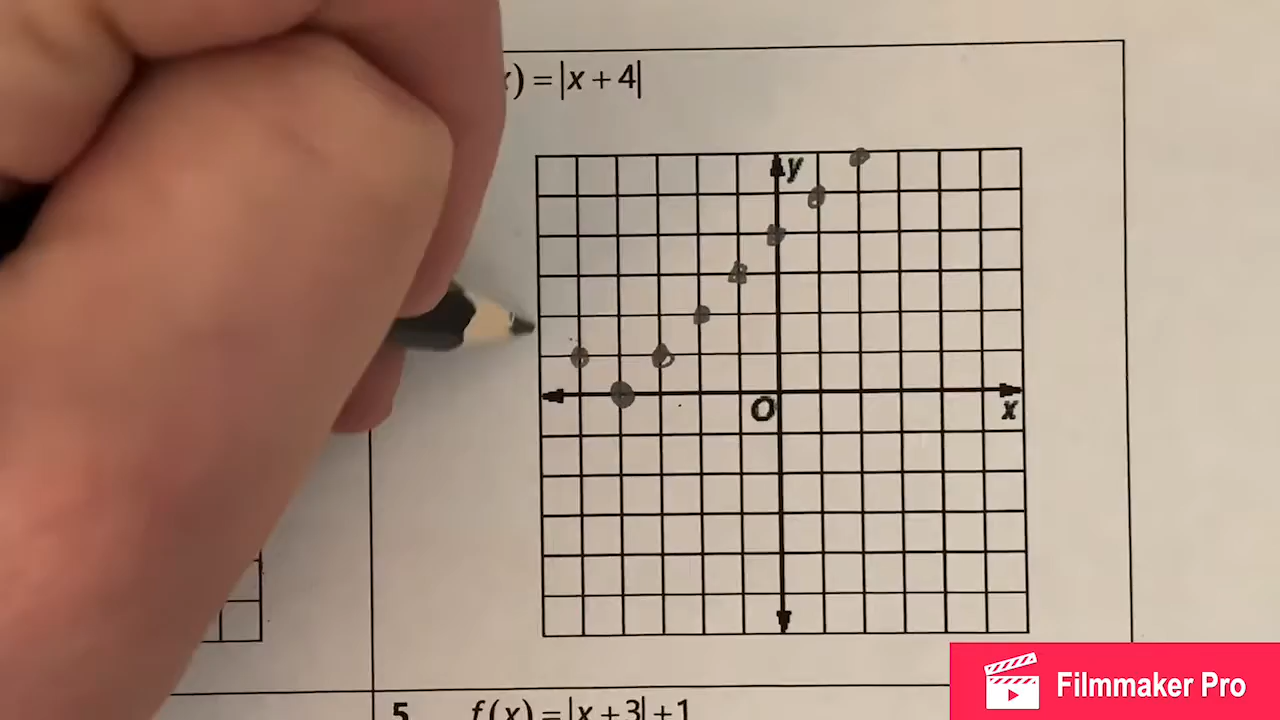 ) = |x + 4|
y
O
x
5 f(x) = |x + 3| + 1
Filmmaker Pro